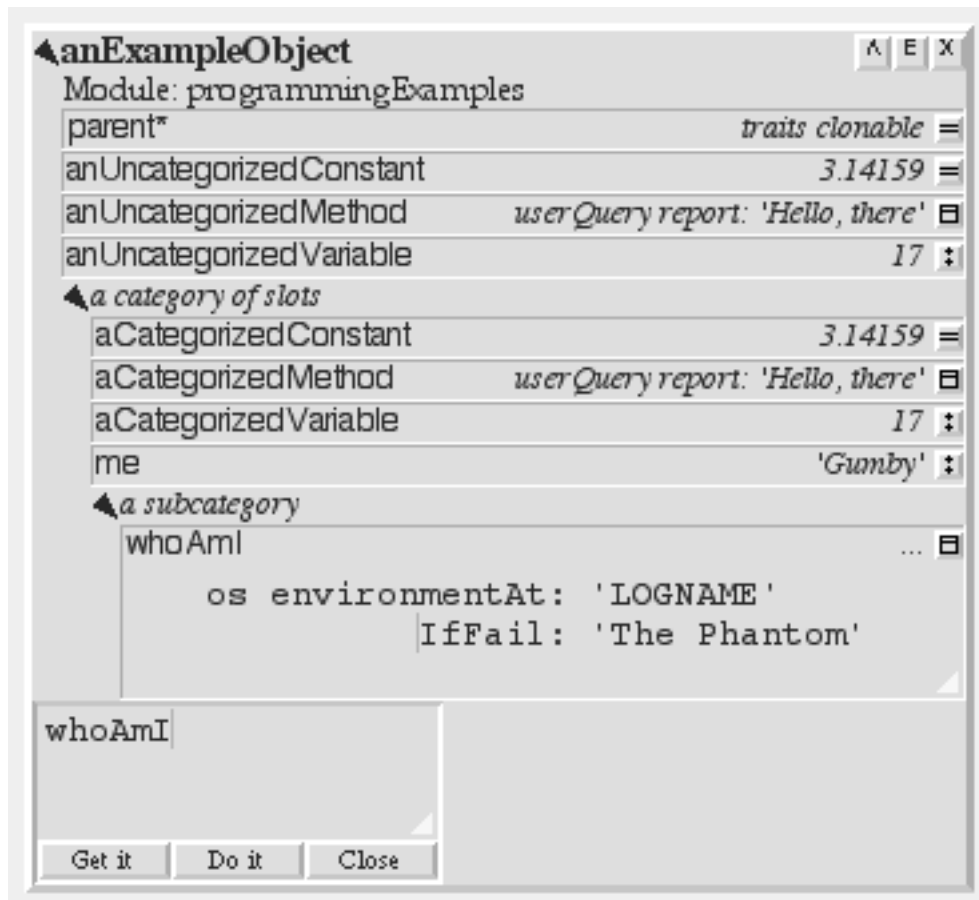 anExampleObject Λ E X
Module: programmingExamples
parent* traits clonable =
anUncategorizedConstant 3.14159 =
anUncategorizedMethod userQuery report: 'Hello, there'
anUncategorizedVariable 17 :
a category of slots
aCategorizedConstant 3.14159 =
aCategorizedMethod userQuery report: 'Hello, there'
aCategorizedVariable 17 :
me 'Gumby' :
a subcategory
whoAmI ...
os environmentAt: 'LOGNAME'
IfFail: 'The Phantom'
whoAmI
Get it Do it Close